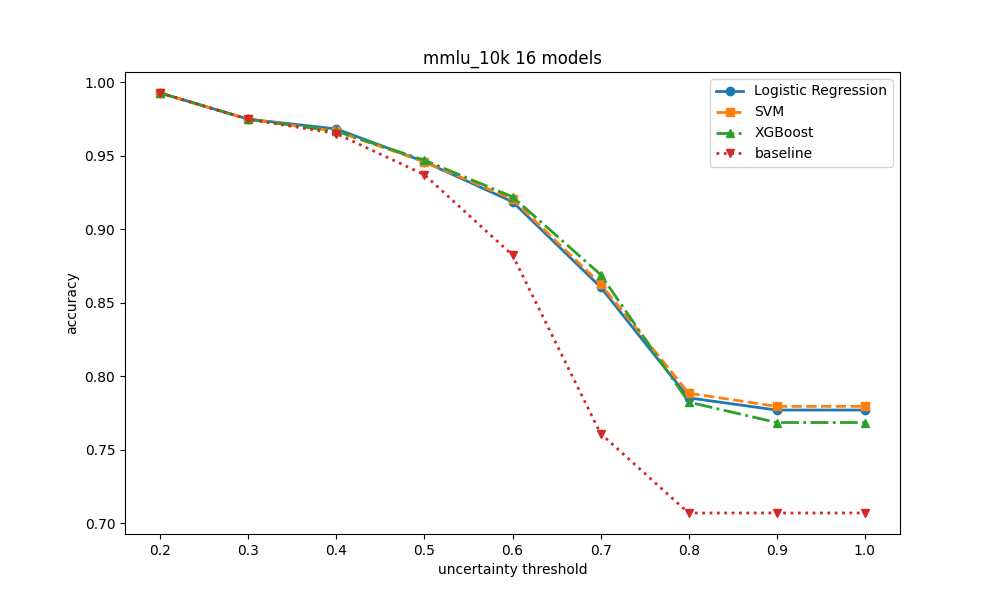 mmlu_10k 16 models
1.00
0.95
0.90
0.85
0.80
0.75
0.70
accuracy
Logistic Regression
SVM
XGBoost
baseline
0.2 0.3 0.4 0.5 0.6 0.7 0.8 0.9 1.0
uncertainty threshold